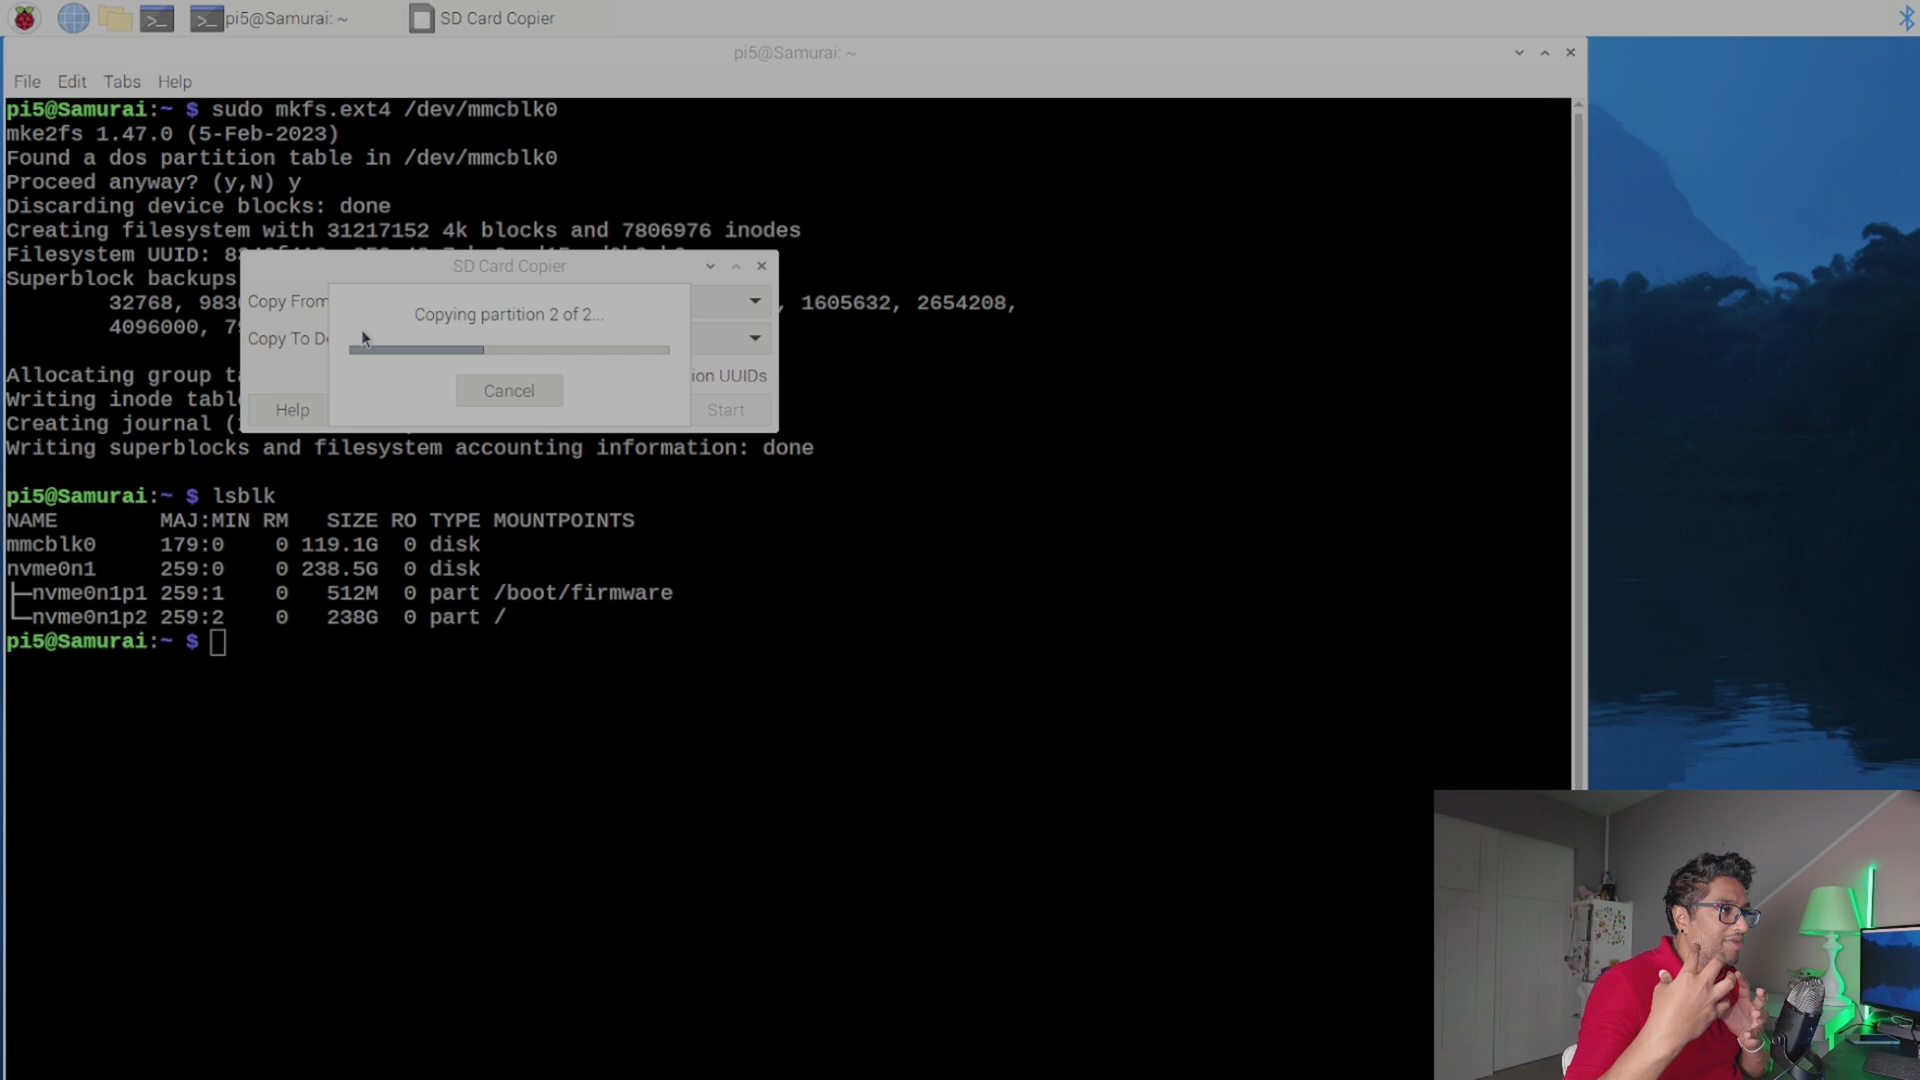 pi5@Samurai: ~
SD Card Copier
pi5@Samurai: ~
File Edit Tabs Help
pi5@Samurai:~ $ sudo mkfs.ext4 /dev/mmcblk0
mke2fs 1.47.0 (5-Feb-2023)
Found a dos partition table in /dev/mmcblk0
Proceed anyway? (y,N) y
Discarding device blocks: done
Creating filesystem with 31217152 4k blocks and 7806976 inodes
Filesystem UUID:
Superblock backups
32768, 1605632, 2654208,
4096000,
SD Card Copier
Copy From
Copying partition 2 of 2...
Copy To
UUIDs
Cancel
Help
Start
Allocating group
Writing inode
Creating journal
Writing superblocks and filesystem accounting information: done
pi5@Samurai:~ $ lsblk
NAME MAJ:MIN RM SIZE RO TYPE MOUNTPOINTS
mmcblk0 179:0 0 119.1G 0 disk
nvme0n1 259:0 0 238.5G 0 disk
├─nvme0n1p1 259:1 0 512M 0 part /boot/firmware
└─nvme0n1p2 259:2 0 238G 0 part /
pi5@Samurai:~ $